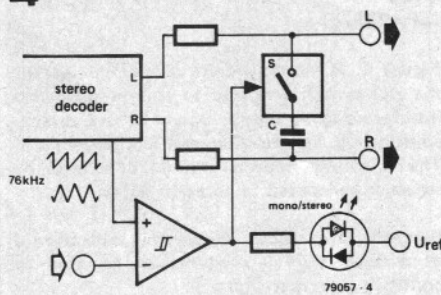 L
S
stereo
decoder
L
R
C
R
76kHz
mono/stereo
+
−
Uref
79057 - 4